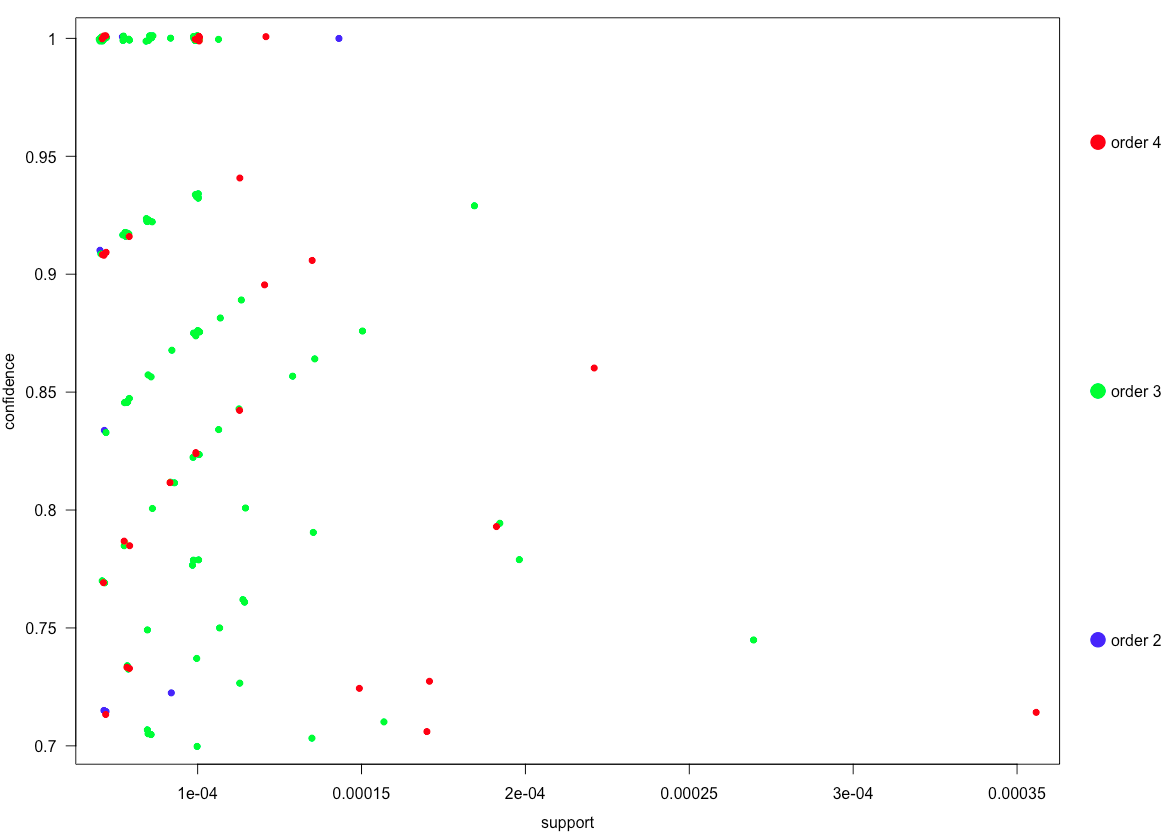 1
0.95
0.9
0.85
0.8
0.75
0.7
confidence
1e-04
0.00015
2e-04
0.00025
3e-04
0.00035
support
order 4
order 3
order 2